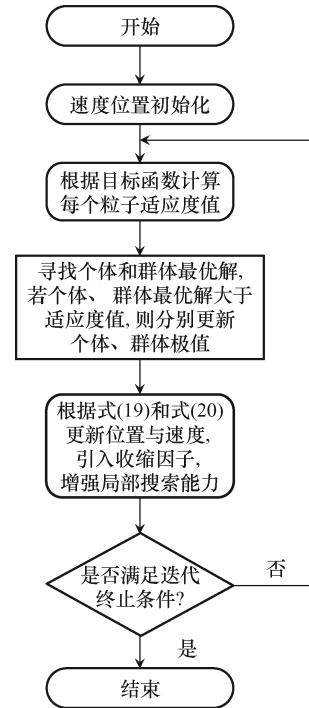 开始
速度位置初始化
根据目标函数计算
每个粒子适应度值
寻找个体和群体最优解,
若个体、群体最优解大于
适应度值,则分别更新
个体、群体极值
根据式(19)和式(20)
更新位置与速度,
引入收缩因子,
增强局部搜索能力
是否满足迭代
终止条件?
否
是
结束